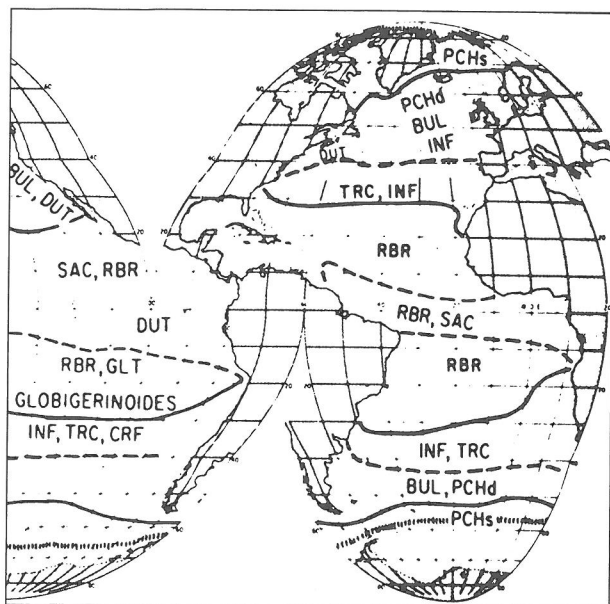 PCHs
PCHd
BUL
INF
DUT
BUL, DUT
TRC, INF
SAC, RBR
RBR
DUT
RBR, SAC
RBR, GLT
RBR
GLOBIGERINOIDES
INF, TRC, CRF
INF, TRC
BUL, PCHd
PCHs